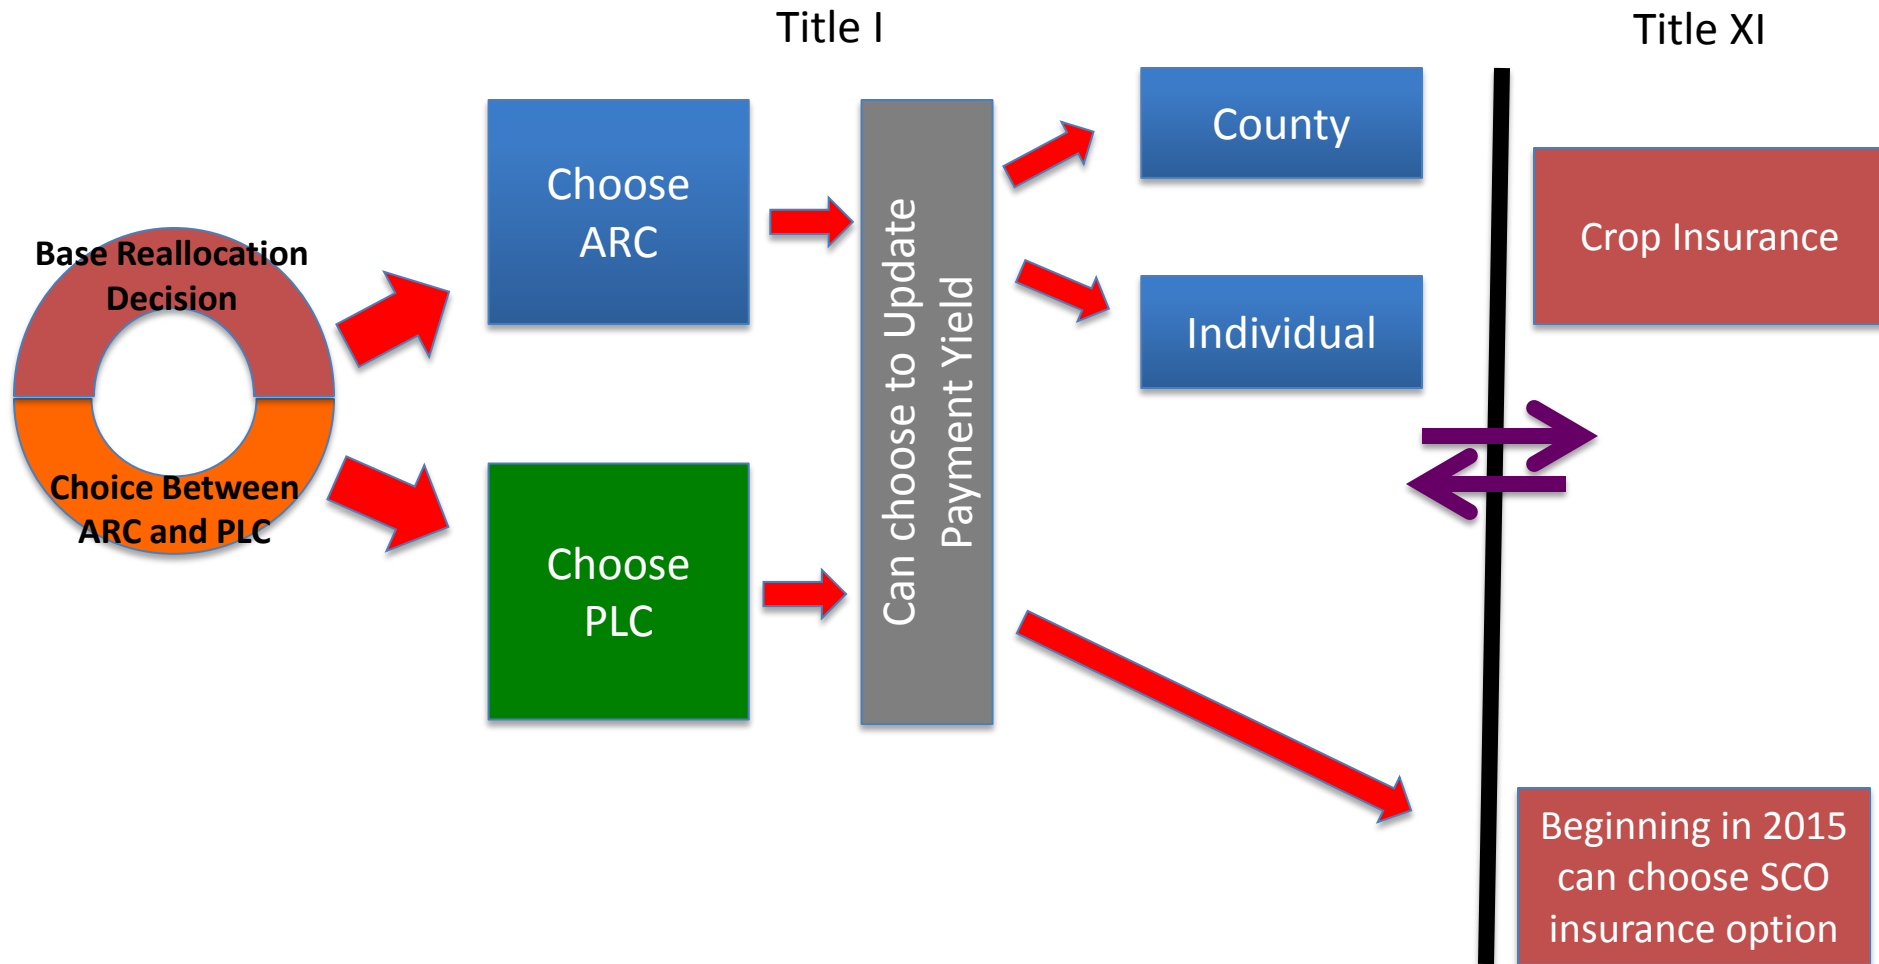 Title I
Title XI
Base Reallocation
Decision
Choice Between
ARC and PLC
Choose
ARC
Choose
PLC
Can choose to Update
Payment Yield
County
Individual
Crop Insurance
Beginning in 2015
can choose SCO
insurance option